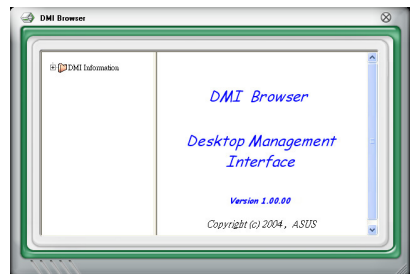 DMI Browser
DMI Information
DMI Browser
Desktop Management
Interface
Version 1.00.00
Copyright (c) 2004, ASUS